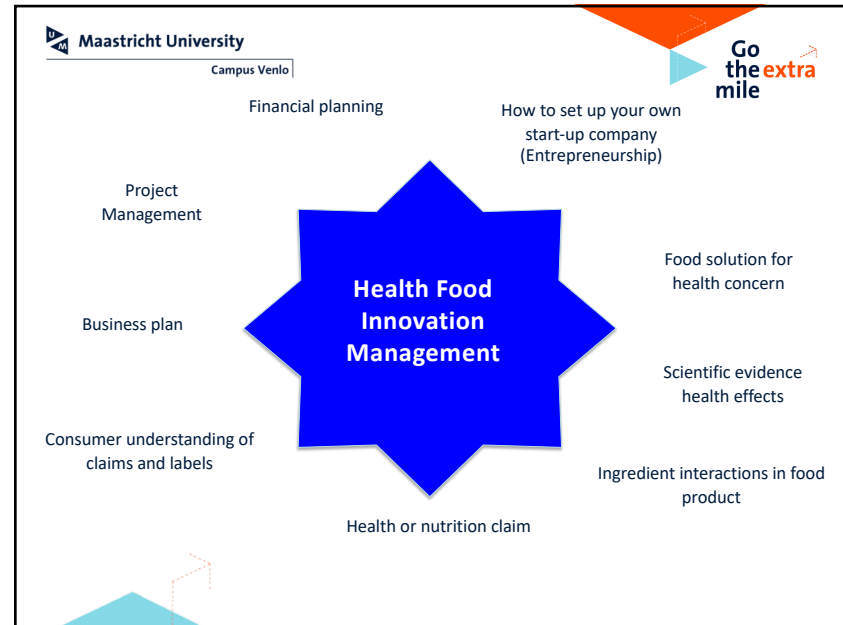 UM
Maastricht University
Campus Venlo
Go
the extra
mile
Financial planning
How to set up your own
start-up company
(Entrepreneurship)
Project
Management
Food solution for
health concern
Health Food
Innovation
Management
Business plan
Scientific evidence
health effects
Consumer understanding of
claims and labels
Ingredient interactions in food
product
Health or nutrition claim